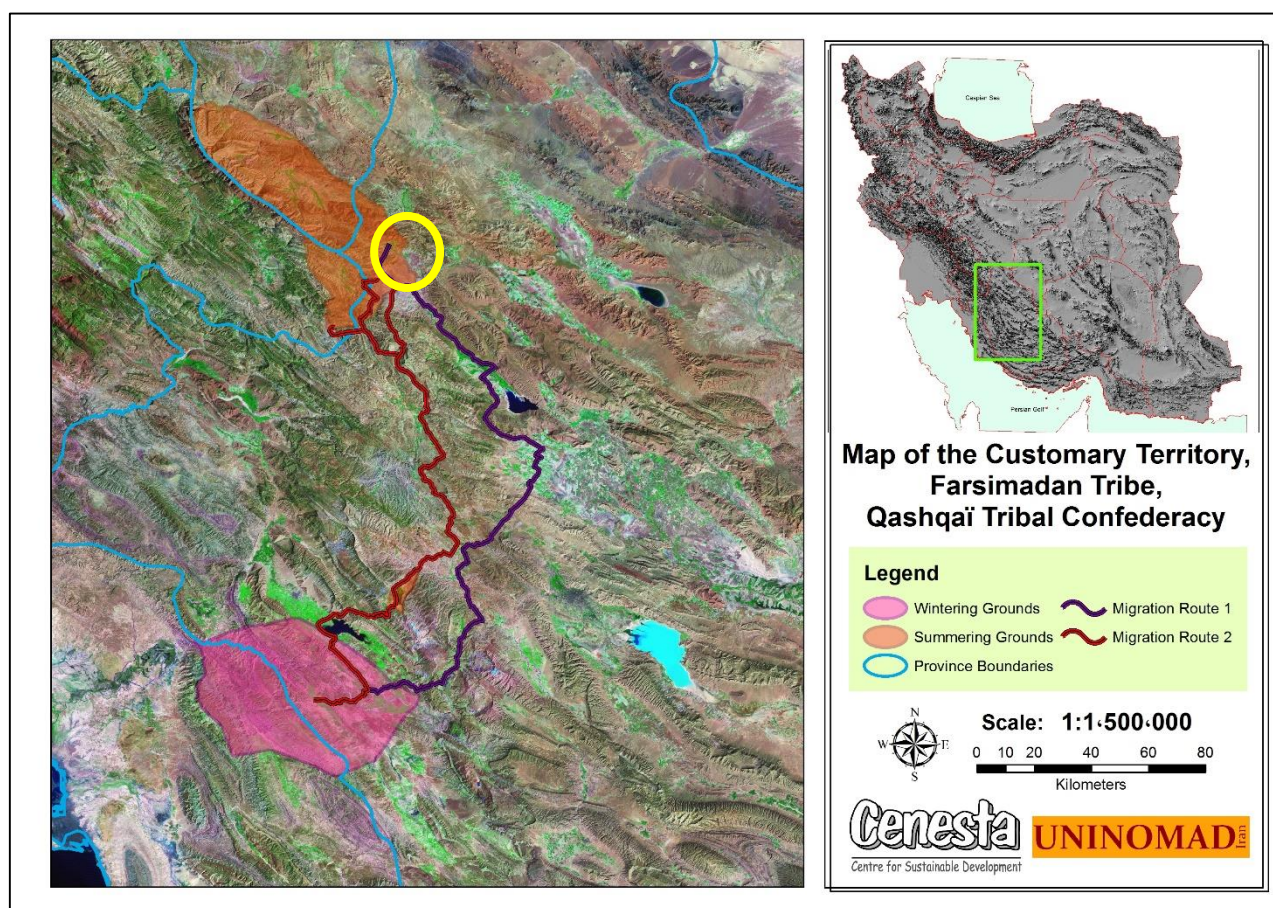 Caspian Sea
Persian Golf
Map of the Customary Territory,
Farsimadan Tribe,
Qashqaï Tribal Confederacy
Legend
Wintering Grounds
Migration Route 1
Summering Grounds
Migration Route 2
Province Boundaries
N
W
E
S
Scale: 1:1،500،000
0 10 20 40 60 80
Kilometers
Cenesta
Centre for Sustainable Development
UNINOMAD
Iran